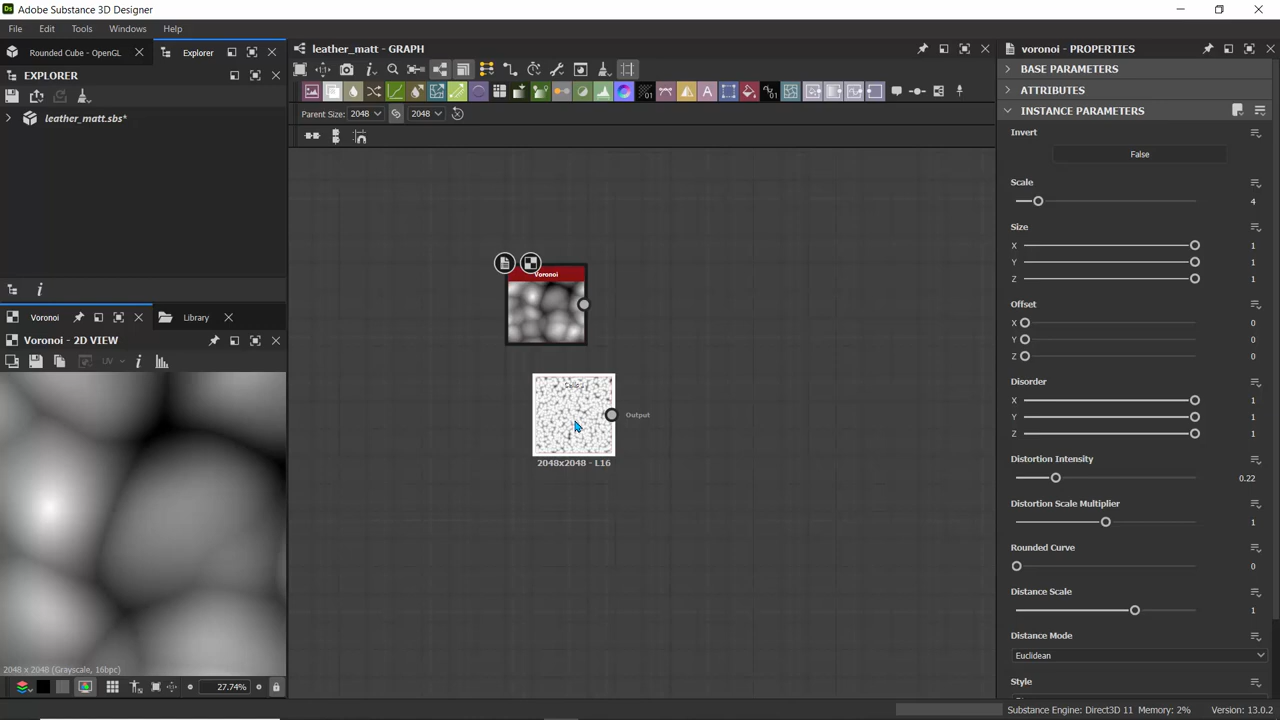 Adobe Substance 3D Designer
File Edit Tools Windows Help
Rounded Cube - OpenGL
Explorer
EXPLORER
leather_matt.sbs*
Voronoi
Library
Voronoi - 2D VIEW
UV
2048 x 2048 (Grayscale, 16bpc)
27.74%
leather_matt - GRAPH
Parent Size: 2048
2048
Voronoi
Output
2048x2048 - L16
voronoi - PROPERTIES
BASE PARAMETERS
ATTRIBUTES
INSTANCE PARAMETERS
Invert
False
Scale
4
Size
X 1
Y 1
Z 1
Offset
X 0
Y 0
Z 0
Disorder
X 1
Y 1
Z 1
Distortion Intensity
0.22
Distortion Scale Multiplier
1
Rounded Curve
0
Distance Scale
1
Distance Mode
Euclidean
Style
Substance Engine: Direct3D 11 Memory: 2% Version: 13.0.2